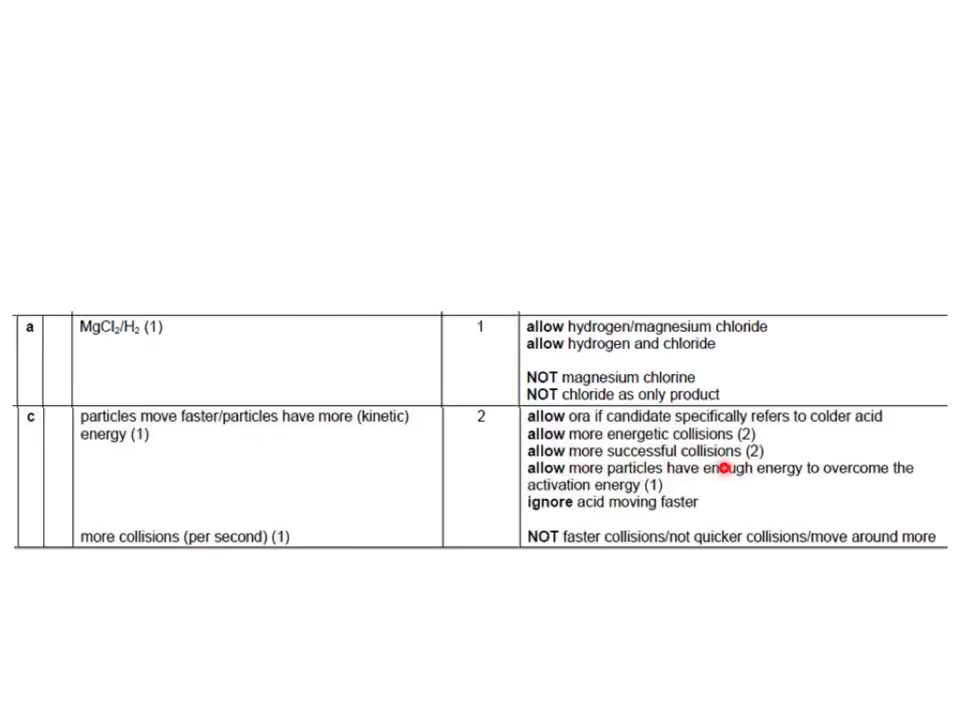 a MgCl₂/H₂ (1) 1 allow hydrogen/magnesium chloride
allow hydrogen and chloride
NOT magnesium chlorine
NOT chloride as only product
c particles move faster/particles have more (kinetic) 2 allow ora if candidate specifically refers to colder acid
energy (1) allow more energetic collisions (2)
allow more successful collisions (2)
allow more particles have enough energy to overcome the
activation energy (1)
ignore acid moving faster
more collisions (per second) (1) NOT faster collisions/not quicker collisions/move around more